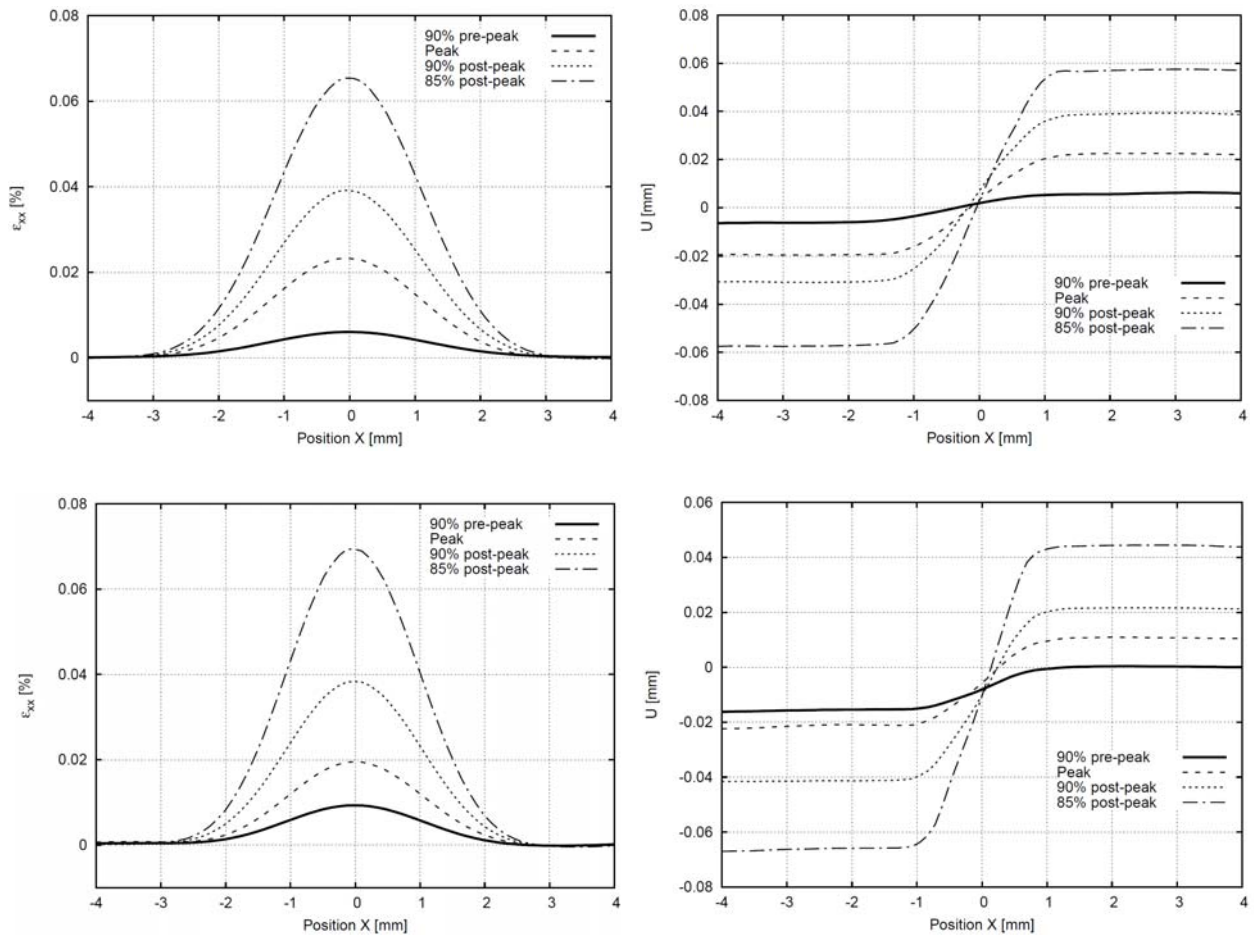 0.08
0.06
0.04
0.02
0
εxx [%]
-4 -3 -2 -1 0 1 2 3 4
Position X [mm]
90% pre-peak
Peak
90% post-peak
85% post-peak
0.08
0.06
0.04
0.02
0
-0.02
-0.04
-0.06
-0.08
U [mm]
-4 -3 -2 -1 0 1 2 3 4
Position X [mm]
90% pre-peak
Peak
90% post-peak
85% post-peak
0.08
0.06
0.04
0.02
0
εxx [%]
-4 -3 -2 -1 0 1 2 3 4
Position X [mm]
90% pre-peak
Peak
90% post-peak
85% post-peak
0.06
0.04
0.02
0
-0.02
-0.04
-0.06
-0.08
U [mm]
-4 -3 -2 -1 0 1 2 3 4
Position X [mm]
90% pre-peak
Peak
90% post-peak
85% post-peak